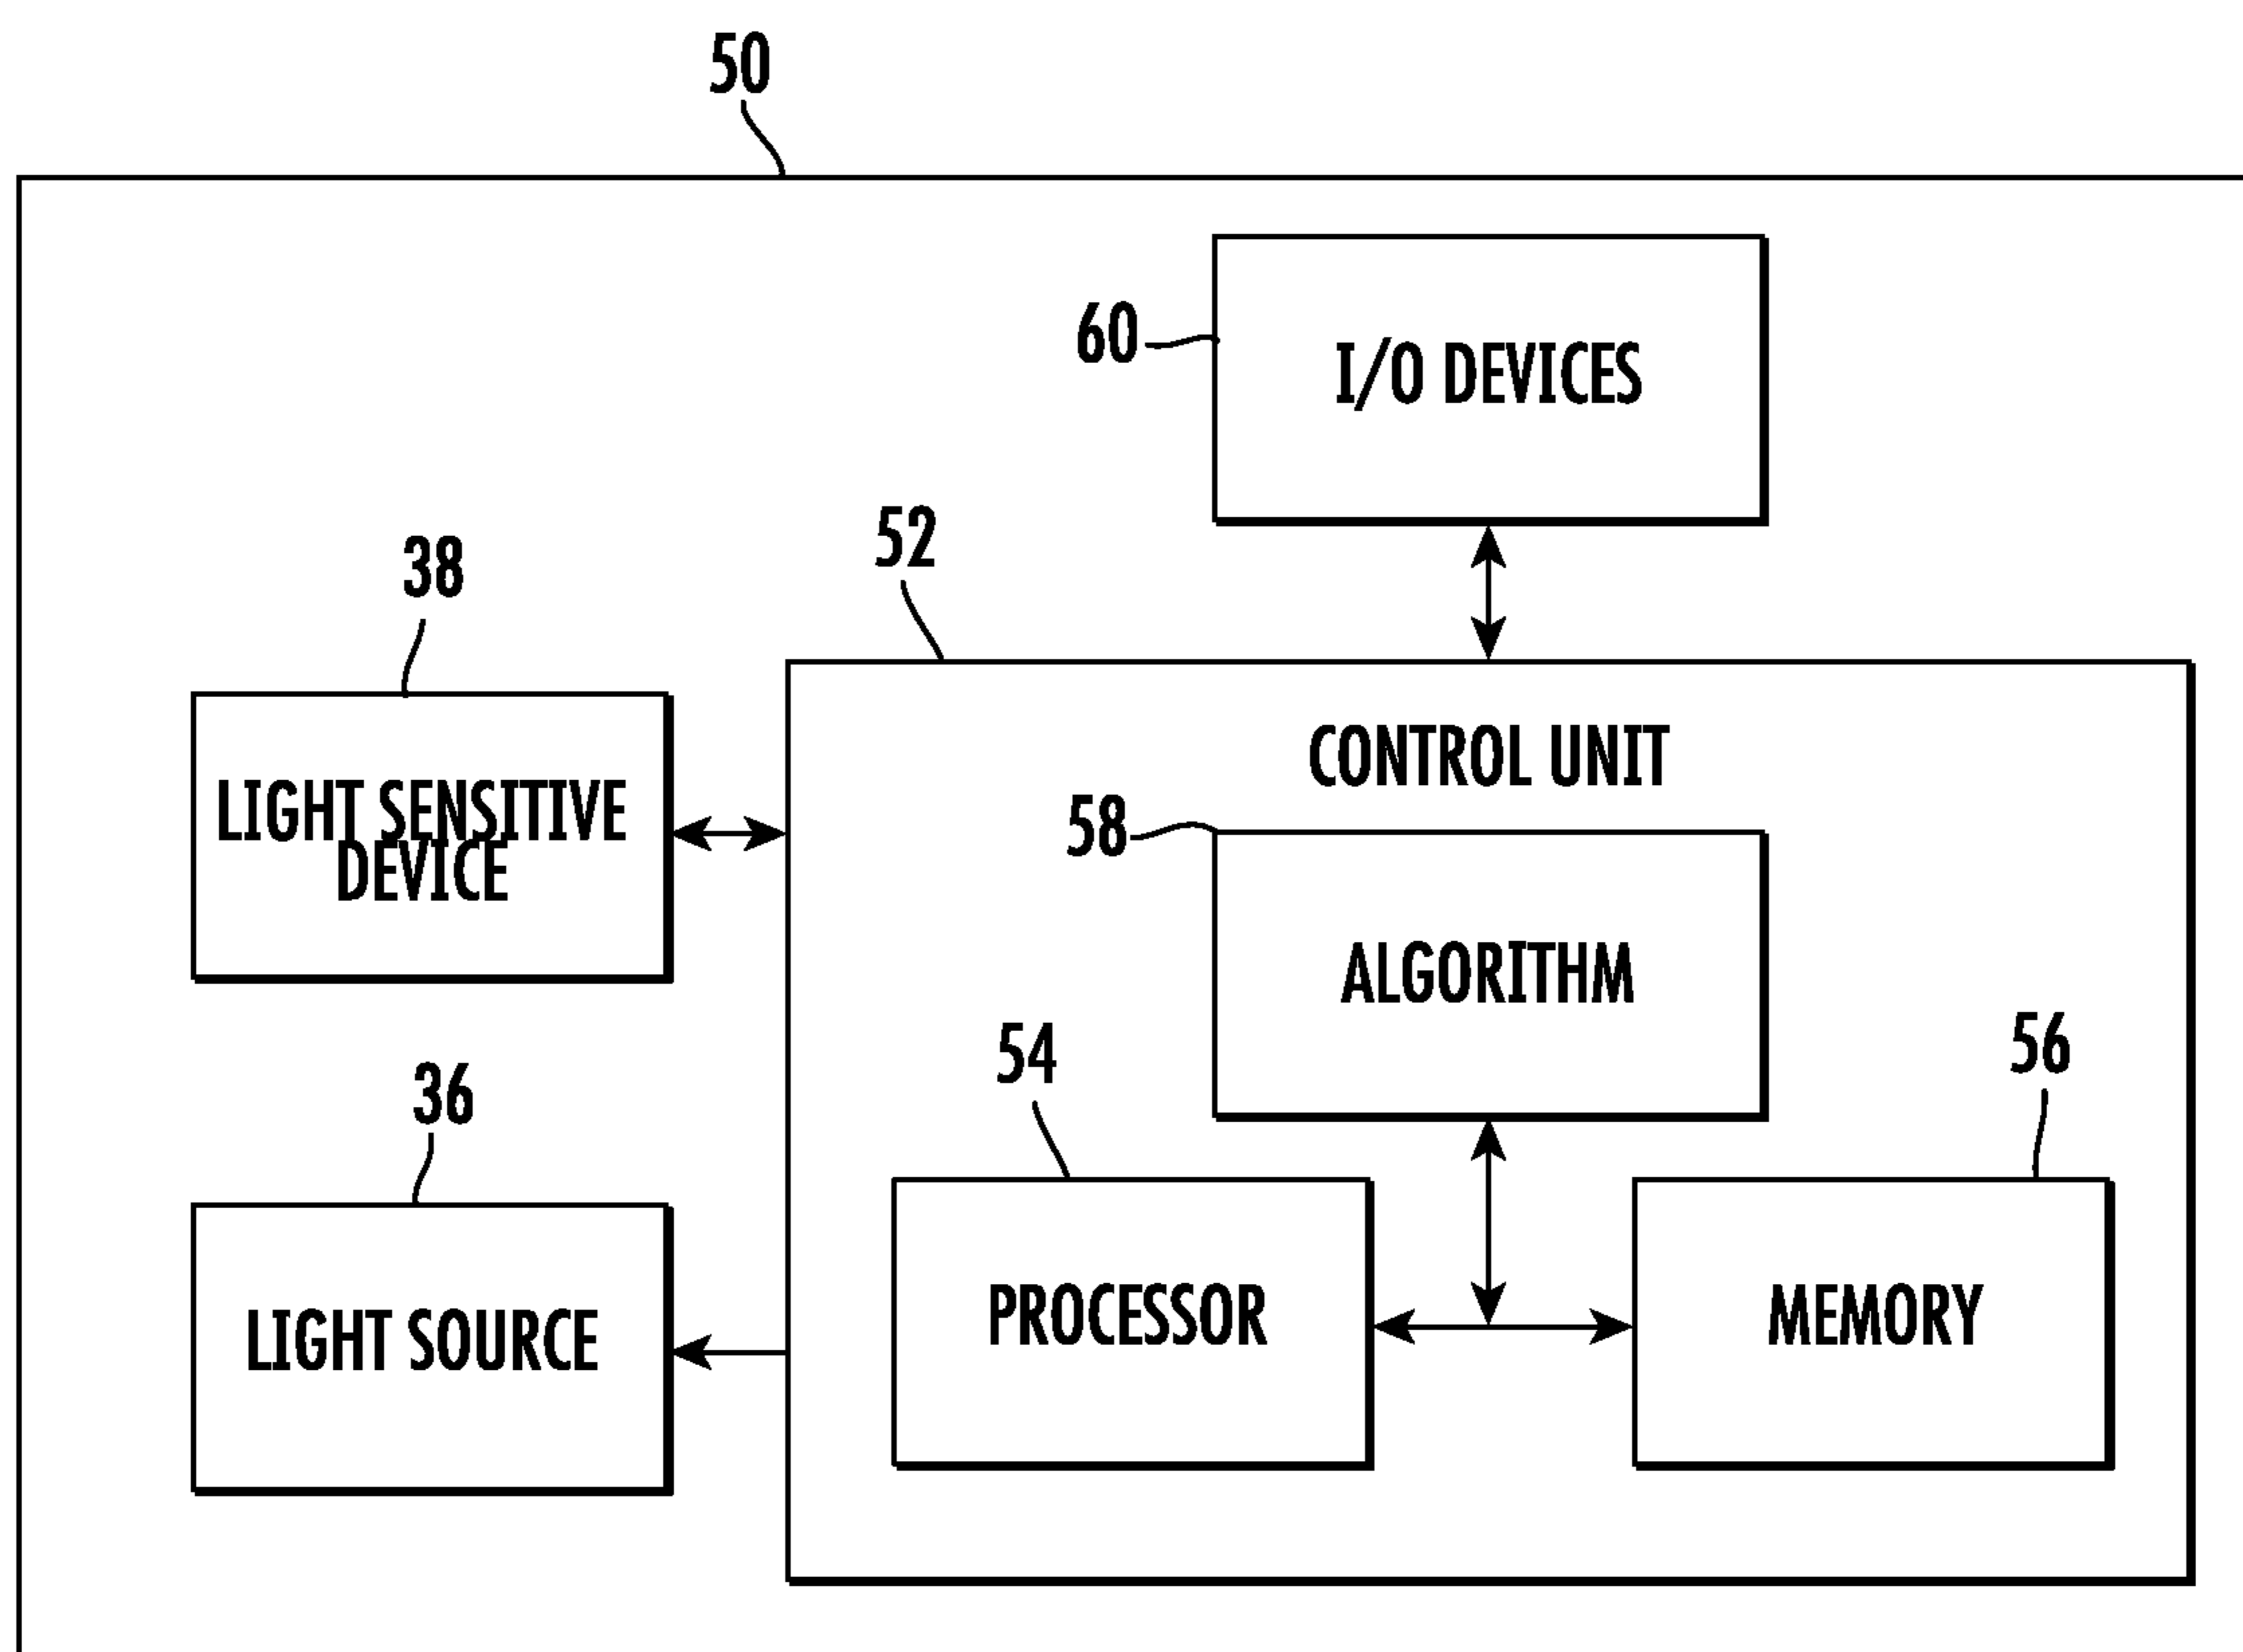 50
60
I/O DEVICES
52
38
CONTROL UNIT
LIGHT SENSITIVE
DEVICE
58
ALGORITHM
54
56
36
PROCESSOR
MEMORY
LIGHT SOURCE